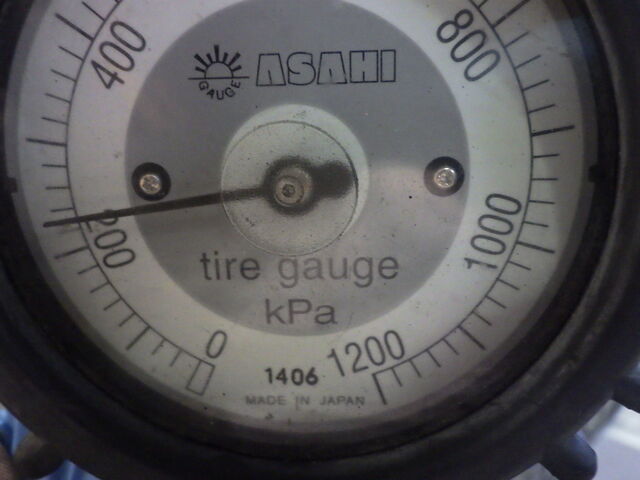 400
800
GAUGE
ASAHI
200
1000
tire gauge
kPa
0
1200
1406
MADE IN JAPAN